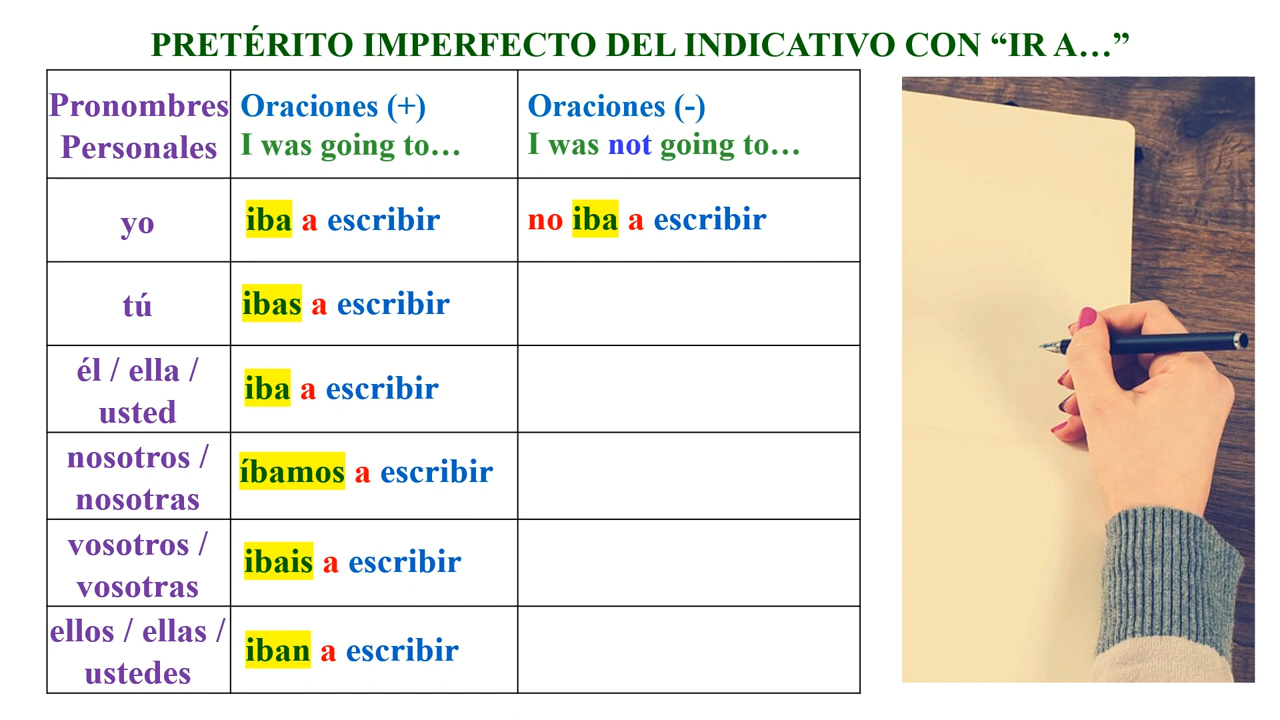 PRETÉRITO IMPERFECTO DEL INDICATIVO CON “IR A…”
Pronombres
Personales
Oraciones (+)
I was going to…
Oraciones (-)
I was not going to…
yo
iba a escribir
no iba a escribir
tú
ibas a escribir
él / ella /
usted
iba a escribir
nosotros /
nosotras
íbamos a escribir
vosotros /
vosotras
ibais a escribir
ellos / ellas /
ustedes
iban a escribir